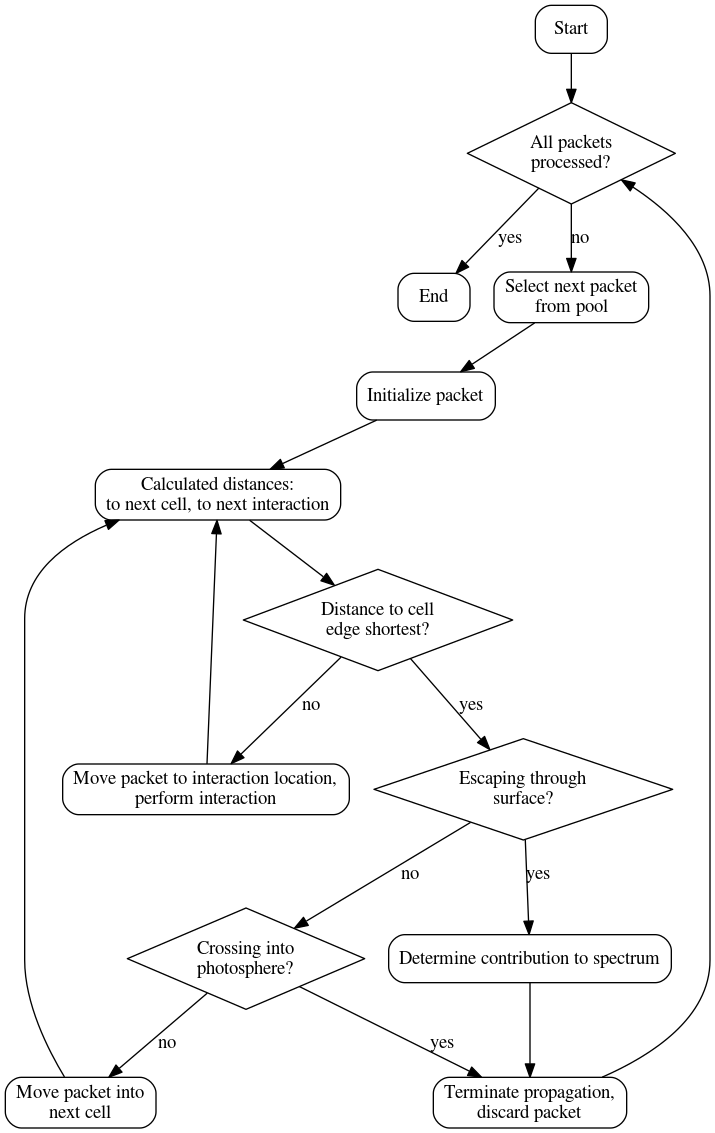 Start
All packets
processed?
yes
no
End
Select next packet
from pool
Initialize packet
Calculated distances:
to next cell, to next interaction
Distance to cell
edge shortest?
no
yes
Move packet to interaction location,
perform interaction
Escaping through
surface?
no
yes
Crossing into
photosphere?
Determine contribution to spectrum
no
yes
Move packet into
next cell
Terminate propagation,
discard packet